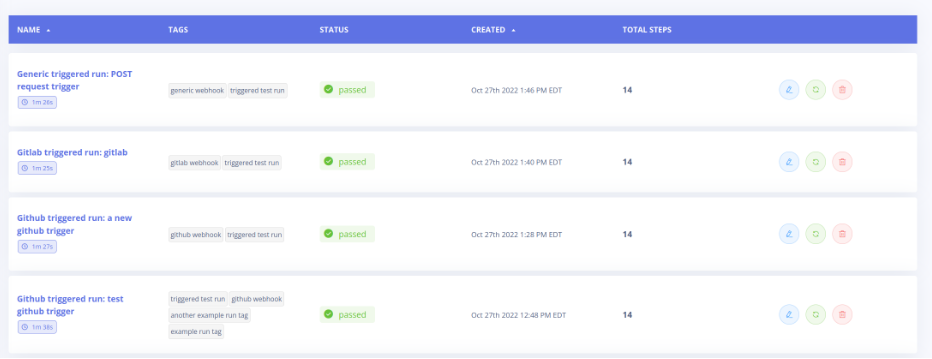 NAME TAGS STATUS CREATED TOTAL STEPS
Generic triggered run: POST
request trigger
1m 26s
generic webhook triggered test run
passed
Oct 27th 2022 1:46 PM EDT
14
Gitlab triggered run: gitlab
1m 25s
gitlab webhook triggered test run
passed
Oct 27th 2022 1:40 PM EDT
14
Github triggered run: a new
github trigger
1m 27s
github webhook triggered test run
passed
Oct 27th 2022 1:28 PM EDT
14
Github triggered run: test
github trigger
1m 38s
triggered test run github webhook
another example run tag
example run tag
passed
Oct 27th 2022 12:48 PM EDT
14